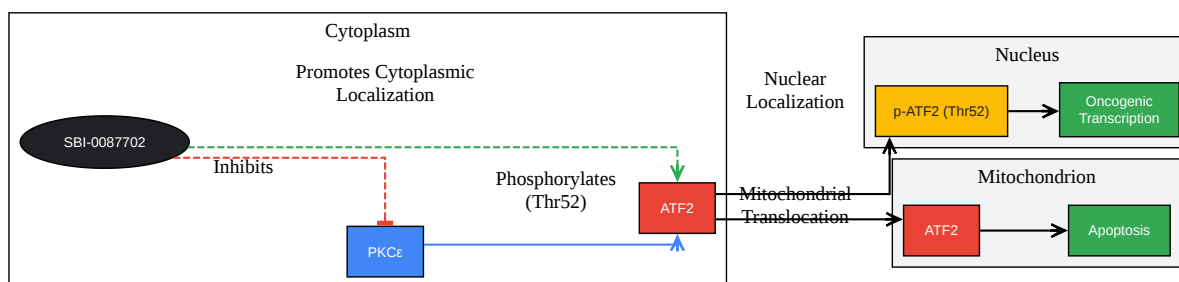 Cytoplasm
Promotes Cytoplasmic
Localization
SBI-0087702
Inhibits
PKCε
Phosphorylates
(Thr52)
ATF2
Nuclear
Localization
Mitochondrial
Translocation
Nucleus
p-ATF2 (Thr52)
Oncogenic
Transcription
Mitochondrion
ATF2
Apoptosis